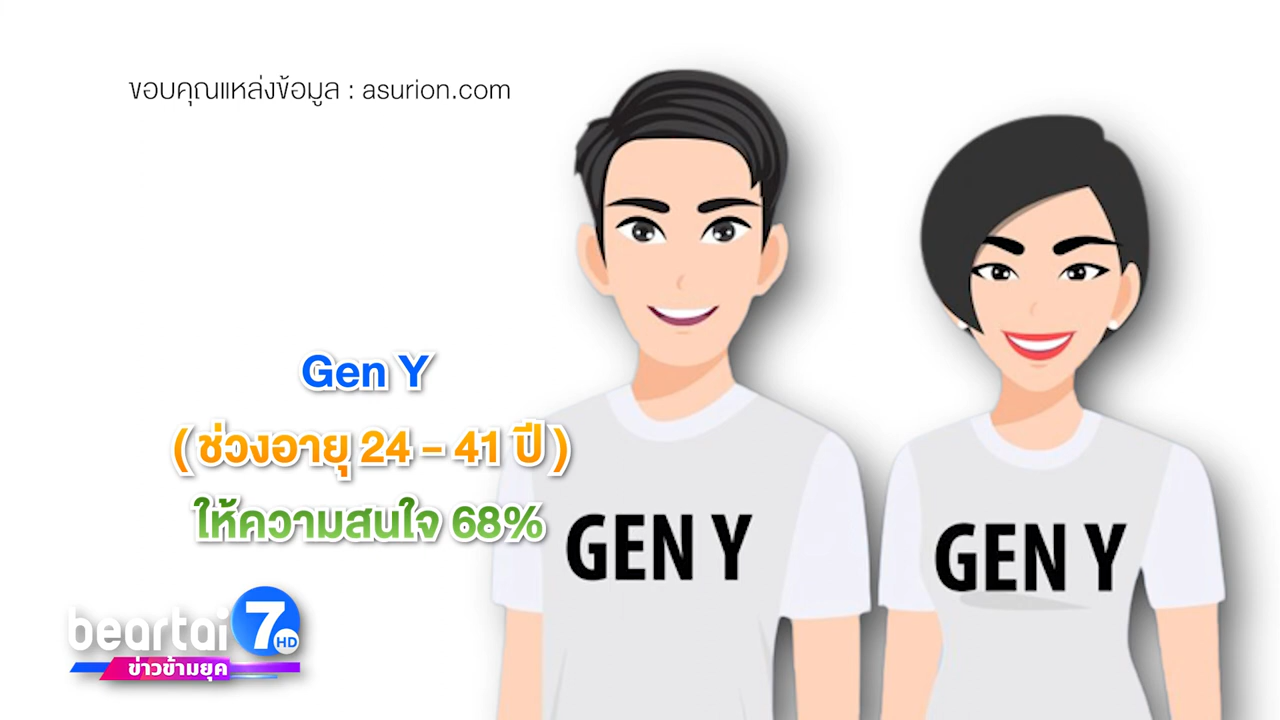 ขอบคุณแหล่งข้อมูล : asurion.com
Gen Y
( ช่วงอายุ 24 – 41 ปี )
ให้ความสนใจ 68%
GEN Y
GEN Y
beartai 7 HD
ข่าวข้ามยุค